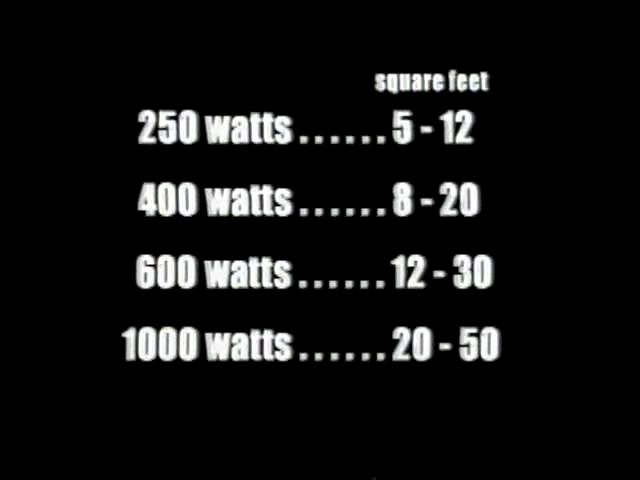 square feet
250 watts ...... 5 - 12
400 watts ...... 8 - 20
600 watts ...... 12 - 30
1000 watts ...... 20 - 50